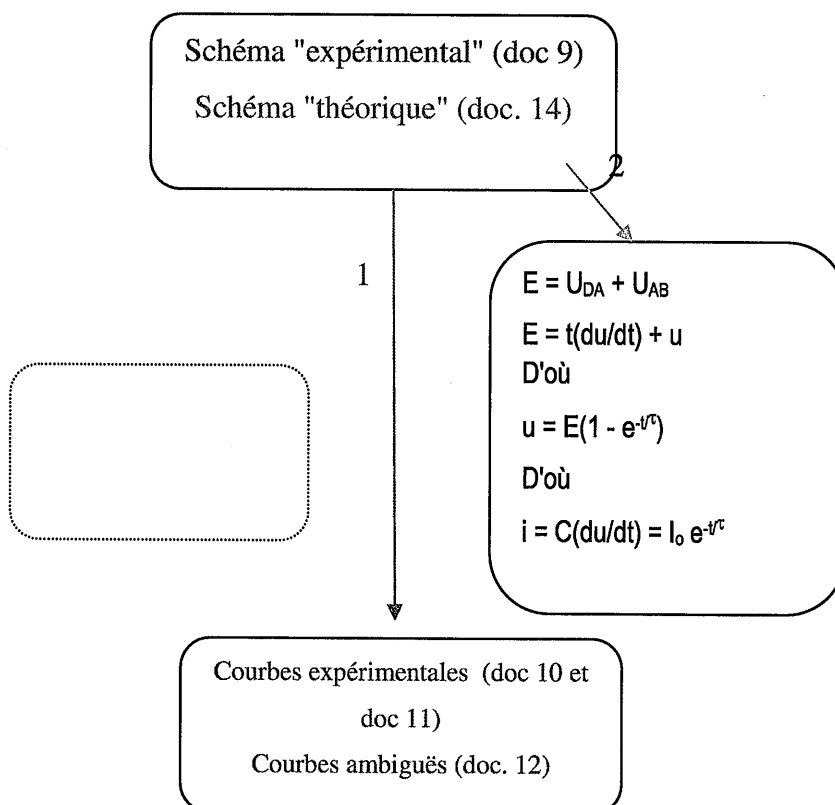 Schéma "expérimental" (doc 9)
Schéma "théorique" (doc. 14)
2
1
E = U_DA + U_AB
E = t(du/dt) + u
D'où
u = E(1 - e^-t/τ)
D'où
i = C(du/dt) = I_o e^-t/τ
Courbes expérimentales (doc 10 et
doc 11)
Courbes ambiguës (doc. 12)